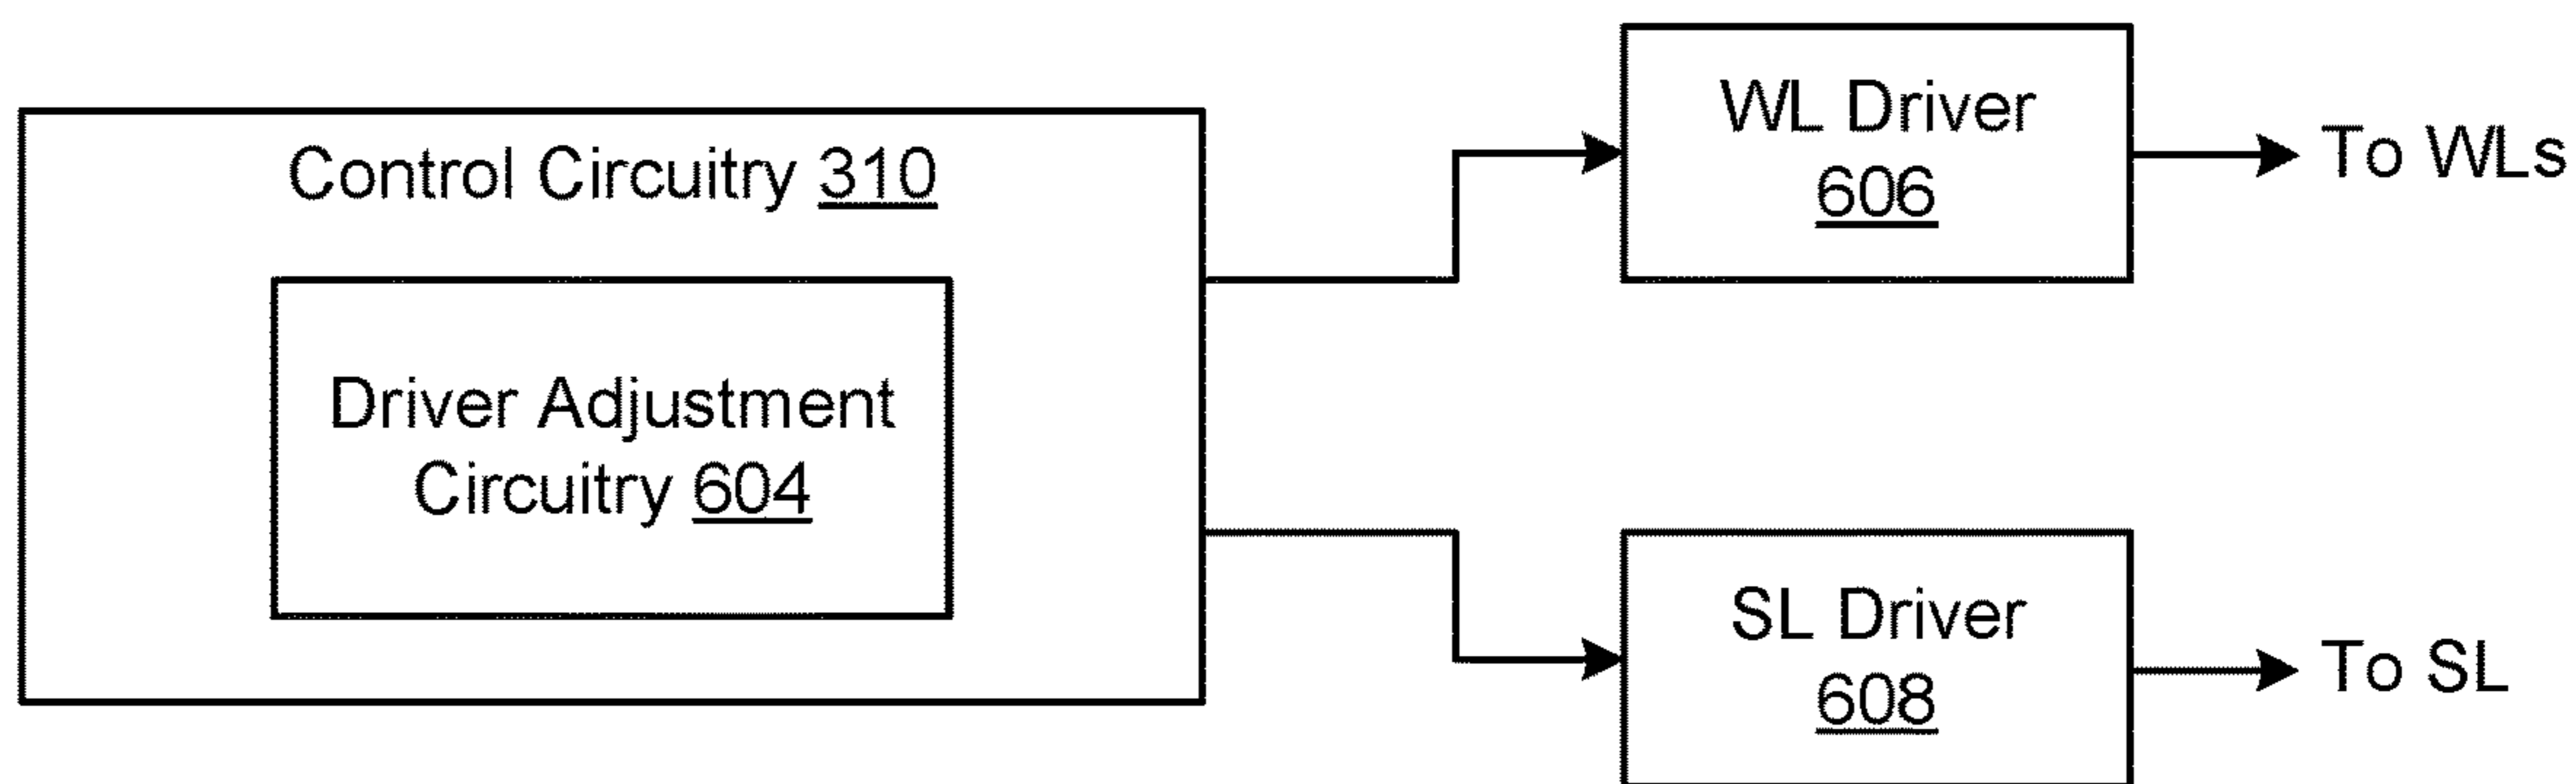 Control Circuitry 310
Driver Adjustment
Circuitry 604
WL Driver
606
To WLs
SL Driver
608
To SL